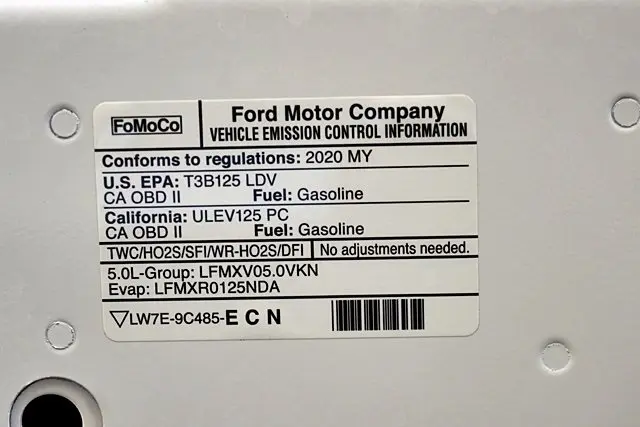 FoMoCo
Ford Motor Company
VEHICLE EMISSION CONTROL INFORMATION
Conforms to regulations: 2020 MY
U.S. EPA: T3B125 LDV
CA OBD II Fuel: Gasoline
California: ULEV125 PC
CA OBD II Fuel: Gasoline
TWC/HO2S/SFI/WR-HO2S/DFI No adjustments needed.
5.0L-Group: LFMXV05.0VKN
Evap: LFMXR0125NDA
▽LW7E-9C485-E C N